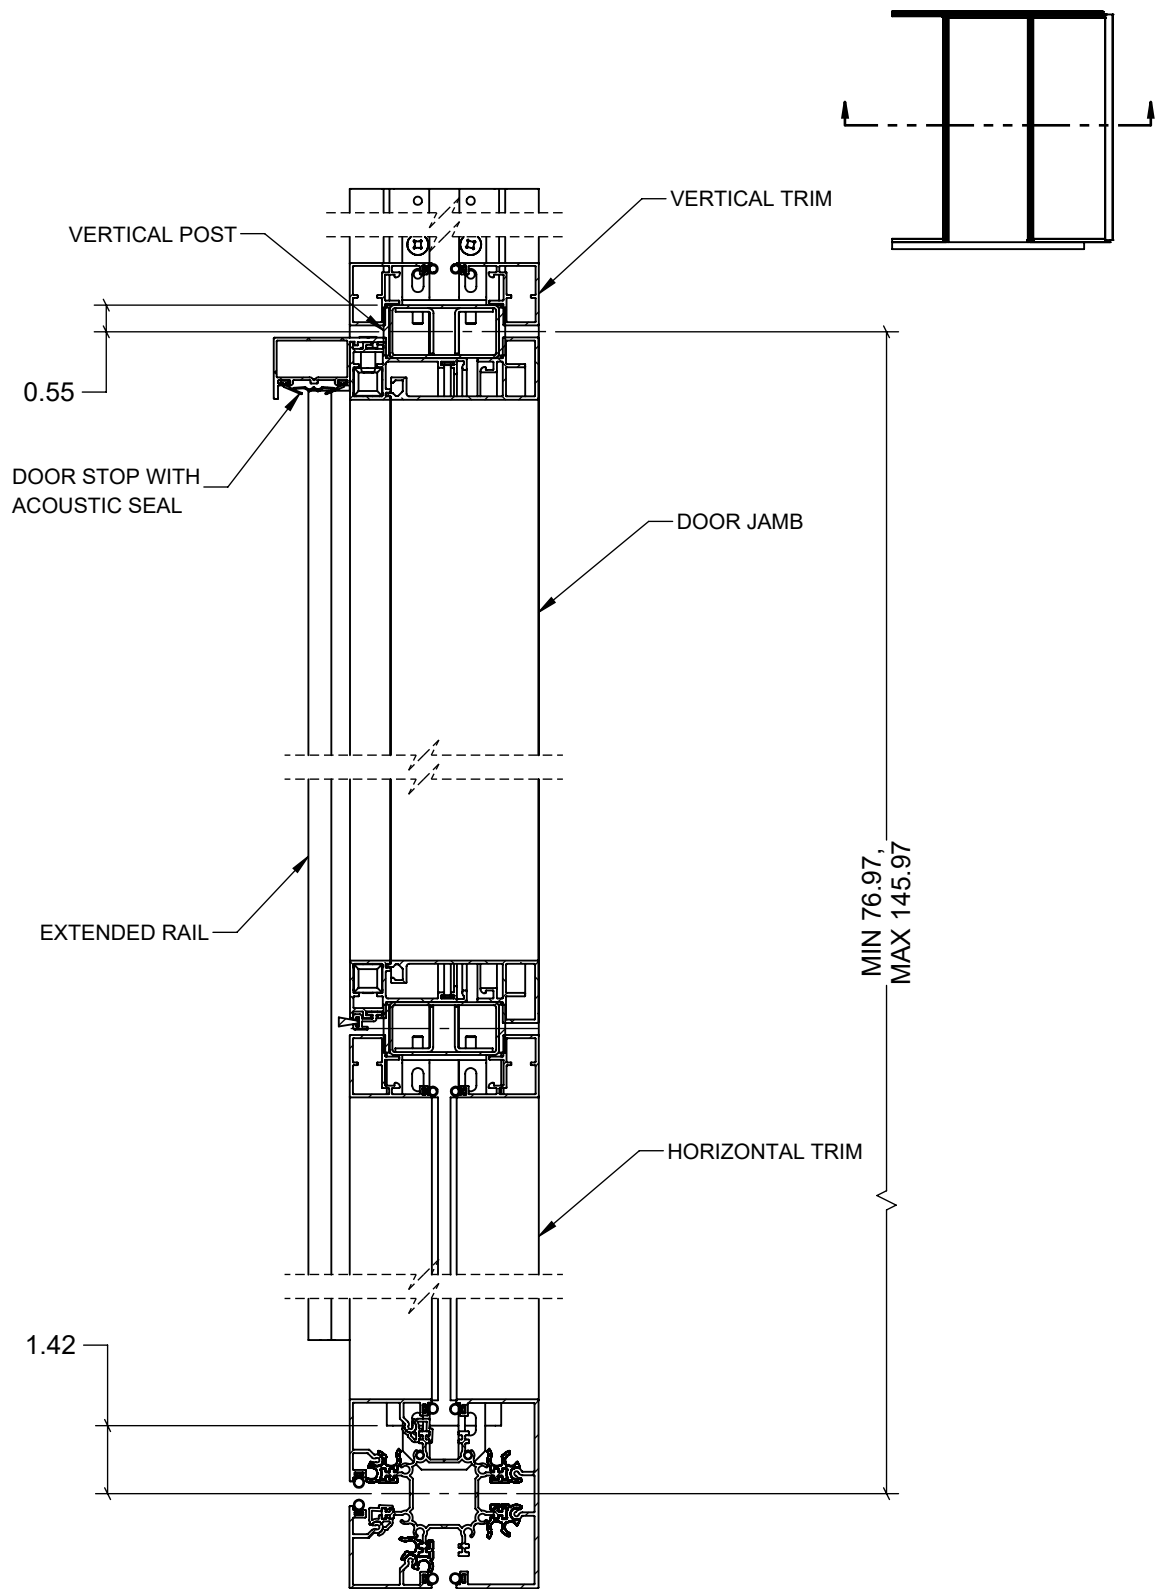 VERTICAL TRIM
VERTICAL POST
0.55
DOOR STOP WITH
ACOUSTIC SEAL
DOOR JAMB
MIN 76.97,
MAX 145.97
EXTENDED RAIL
HORIZONTAL TRIM
1.42